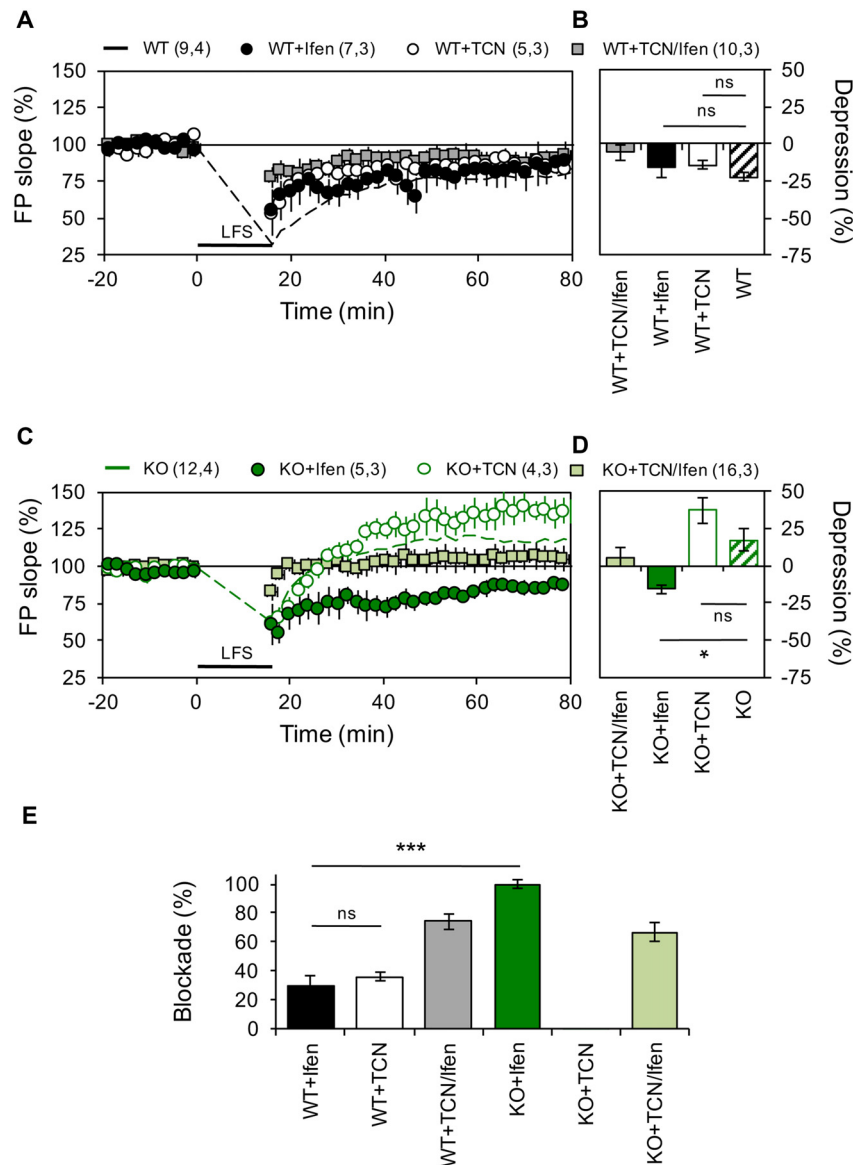 A
B
WT (9,4) WT+Ifen (7,3) WT+TCN (5,3) WT+TCN/Ifen (10,3)
FP slope (%)
150
125
100
75
50
25
LFS
-20 0 20 40 60 80
Time (min)
ns
ns
50
25
0
-25
-50
-75
Depression (%)
WT+TCN/Ifen
WT+Ifen
WT+TCN
WT
C
D
KO (12,4) KO+Ifen (5,3) KO+TCN (4,3) KO+TCN/Ifen (16,3)
FP slope (%)
150
125
100
75
50
25
LFS
-20 0 20 40 60 80
Time (min)
ns
*
50
25
0
-25
-50
-75
Depression (%)
KO+TCN/Ifen
KO+Ifen
KO+TCN
KO
E
Blockade (%)
100
80
60
40
20
0
***
ns
WT+Ifen
WT+TCN
WT+TCN/Ifen
KO+Ifen
KO+TCN
KO+TCN/Ifen